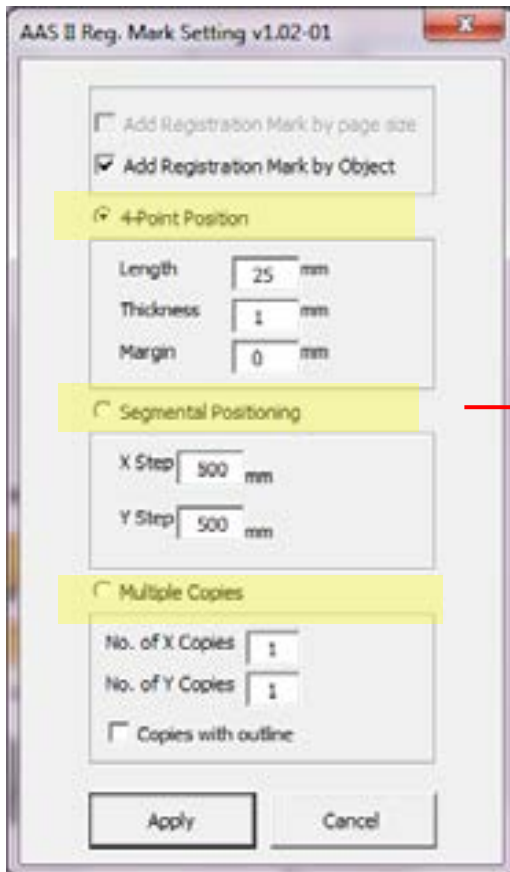 AAS II Reg. Mark Setting v1.02-01
Add Registration Mark by page size
Add Registration Mark by Object
4-Point Position
Length 25 mm
Thickness 1 mm
Margin 0 mm
Segmental Positioning
X Step 500 mm
Y Step 500 mm
Multiple Copies
No. of X Copies 1
No. of Y Copies 1
Copies with outline
Apply Cancel